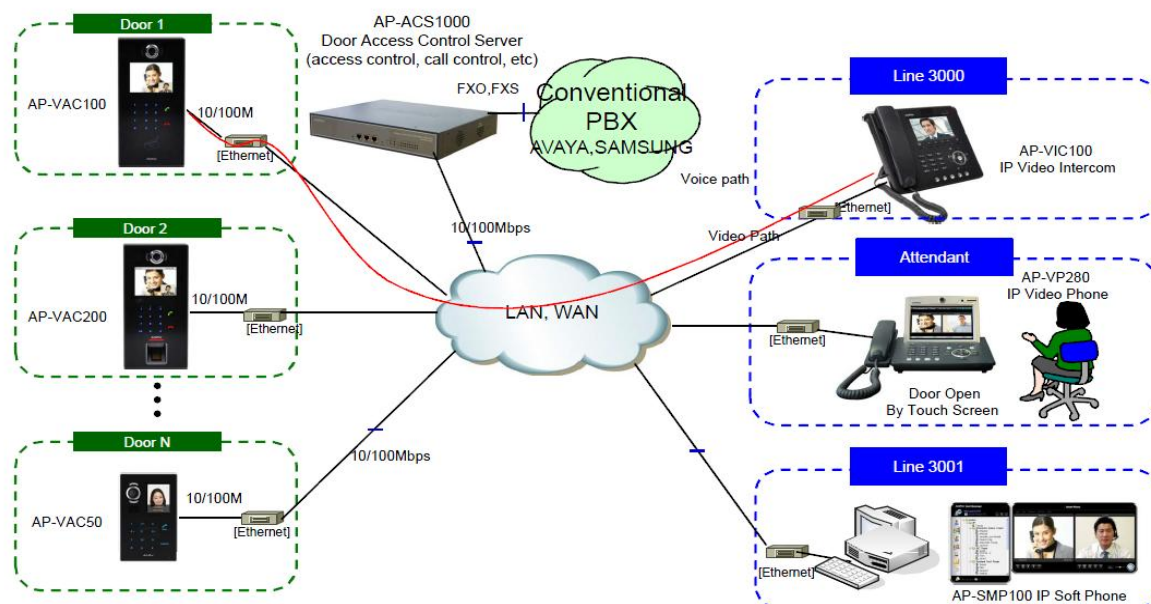 Door 1
AP-VAC100
10/100M
[Ethernet]
AP-ACS1000
Door Access Control Server
(access control, call control, etc)
FXO,FXS
Conventional
PBX
AVAYA,SAMSUNG
10/100Mbps
Voice path
Video Path
Line 3000
AP-VIC100
IP Video Intercom
[Ethernet]
Door 2
AP-VAC200
10/100M
[Ethernet]
LAN, WAN
Attendant
AP-VP280
IP Video Phone
[Ethernet]
Door Open
By Touch Screen
Door N
AP-VAC50
10/100M
[Ethernet]
10/100Mbps
Line 3001
[Ethernet]
AP-SMP100 IP Soft Phone